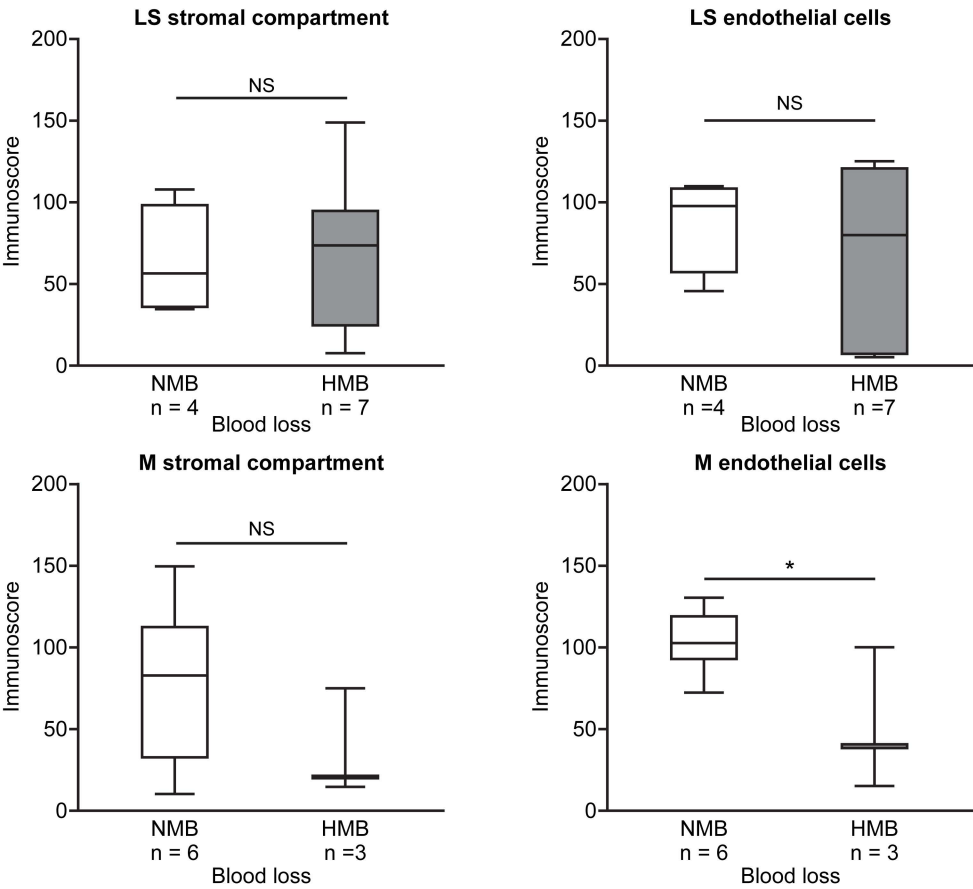 LS stromal compartment
200
150
100
50
0
Immunoscore
NS
NMB
HMB
n = 4
n = 7
Blood loss
LS endothelial cells
200
150
100
50
0
Immunoscore
NS
NMB
HMB
n =4
n =7
Blood loss
M stromal compartment
200
150
100
50
0
Immunoscore
NS
NMB
HMB
n = 6
n =3
Blood loss
M endothelial cells
200
150
100
50
0
Immunoscore
*
NMB
HMB
n = 6
n = 3
Blood loss